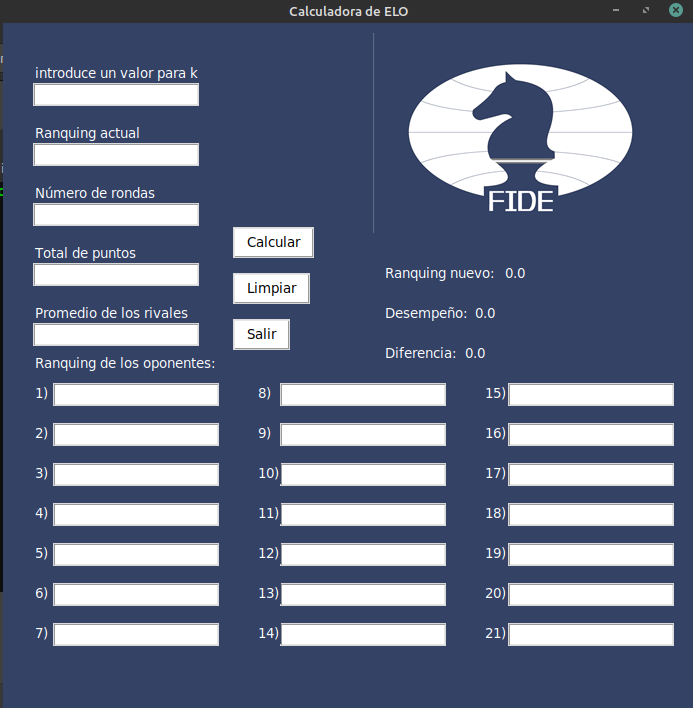 Calculadora de ELO
introduce un valor para k
Ranquing actual
Número de rondas
Total de puntos
Promedio de los rivales
Calcular
Limpiar
Salir
FIDE
Ranquing nuevo: 0.0
Desempeño: 0.0
Diferencia: 0.0
Ranquing de los oponentes:
1)
2)
3)
4)
5)
6)
7)
8)
9)
10)
11)
12)
13)
14)
15)
16)
17)
18)
19)
20)
21)